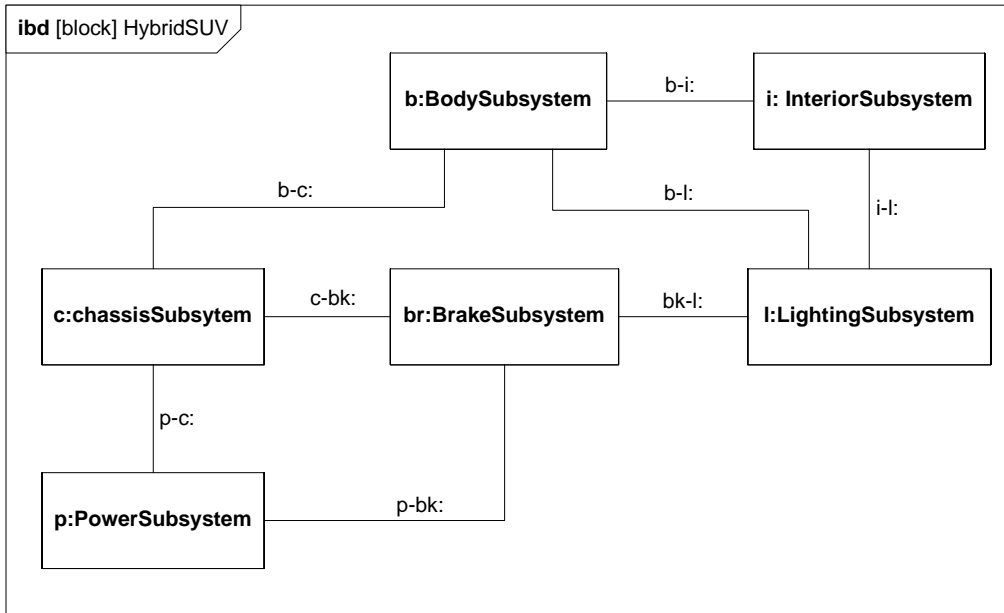 ibd [block] HybridSUV
b:BodySubsystem
b-i:
i: InteriorSubsystem
b-c:
b-l:
i-l:
c:chassisSubsytem
c-bk:
br:BrakeSubsystem
bk-l:
l:LightingSubsystem
p-c:
p:PowerSubsystem
p-bk: